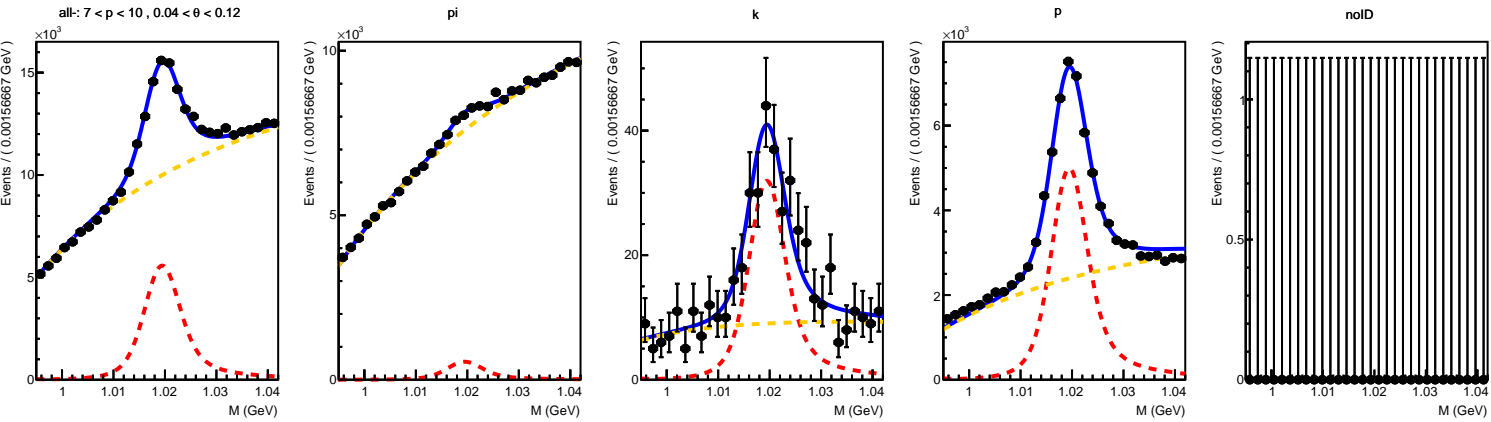 all-: 7 < p < 10 , 0.04 < θ < 0.12
×10³
Events / ( 0.00156667 GeV )
15
10
5
0
1 1.01 1.02 1.03 1.04
M (GeV)
pi
×10³
Events / ( 0.00156667 GeV )
10
5
0
1 1.01 1.02 1.03 1.04
M (GeV)
k
Events / ( 0.00156667 GeV )
40
20
0
1 1.01 1.02 1.03 1.04
M (GeV)
p
×10³
Events / ( 0.00156667 GeV )
6
4
2
0
1 1.01 1.02 1.03 1.04
M (GeV)
noID
Events / ( 0.00156667 GeV )
1
0.5
0
1 1.01 1.02 1.03 1.04
M (GeV)